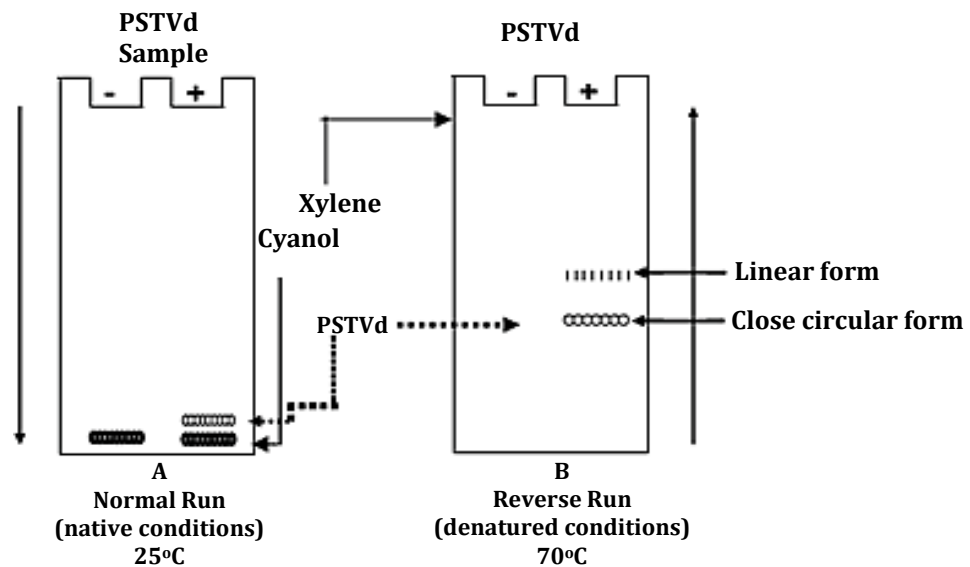 PSTVd
Sample
PSTVd
-
+
-
+
Xylene
Cyanol
Linear form
PSTVd
Close circular form
A
Normal Run
(native conditions)
25ºC
B
Reverse Run
(denatured conditions)
70ºC